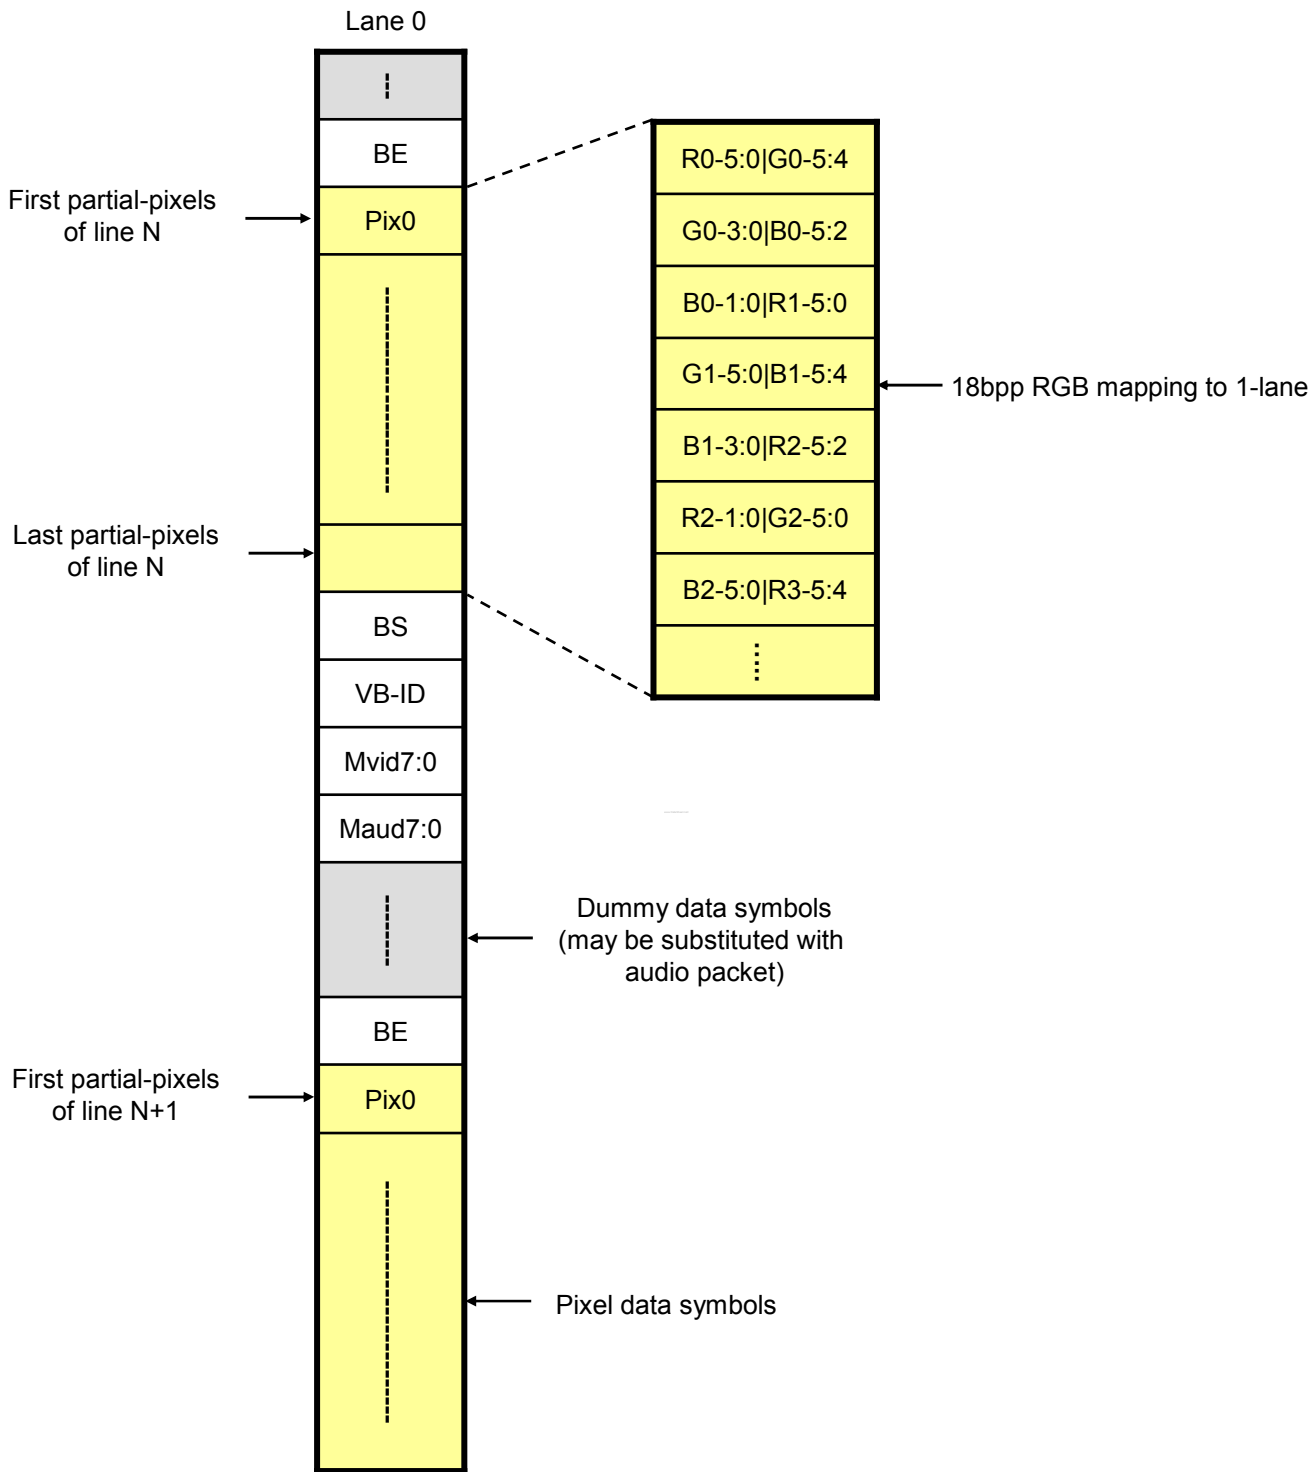 Lane 0
BE
First partial-pixels
of line N
Pix0
Last partial-pixels
of line N
BS
VB-ID
Mvid7:0
Maud7:0
Dummy data symbols
(may be substituted with
audio packet)
BE
First partial-pixels
of line N+1
Pix0
Pixel data symbols
R0-5:0|G0-5:4
G0-3:0|B0-5:2
B0-1:0|R1-5:0
G1-5:0|B1-5:4
B1-3:0|R2-5:2
R2-1:0|G2-5:0
B2-5:0|R3-5:4
18bpp RGB mapping to 1-lane